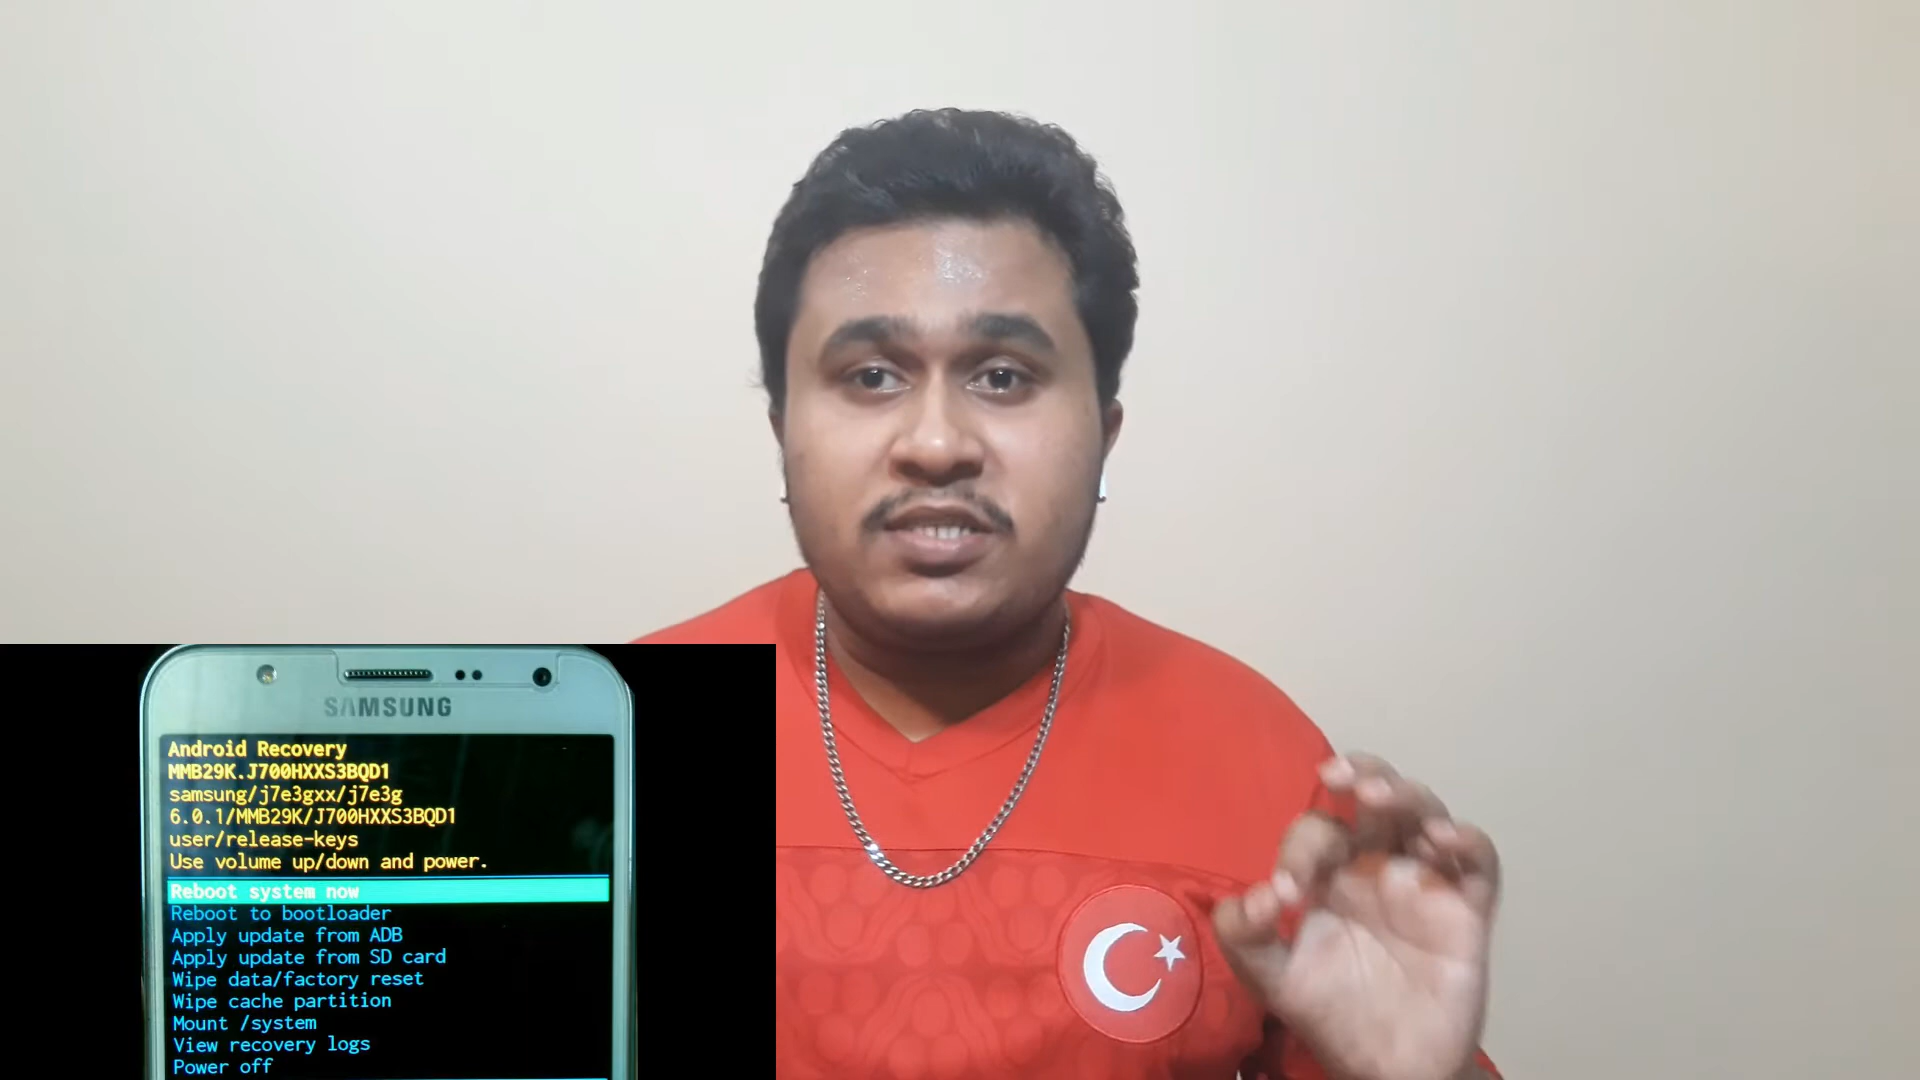 SAMSUNG
Android Recovery
MMB29K.J700HXXS3BQD1
samsung/j7e3gxx/j7e3g
6.0.1/MMB29K/J700HXXS3BQD1
user/release-keys
Use volume up/down and power.
Reboot system now
Reboot to bootloader
Apply update from ADB
Apply update from SD card
Wipe data/factory reset
Wipe cache partition
Mount /system
View recovery logs
Power off